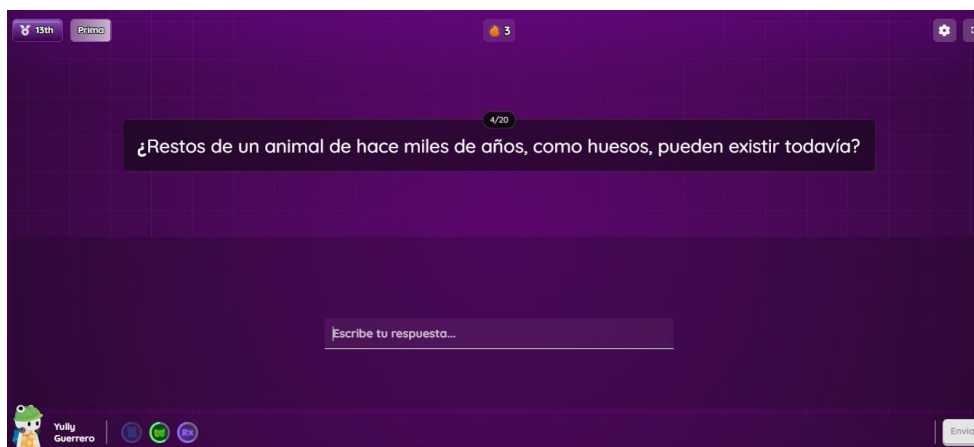 13th
Prima
3
4/20
¿Restos de un animal de hace miles de años, como huesos, pueden existir todavía?
Escribe tu respuesta...
Yully
Guerrero
2x